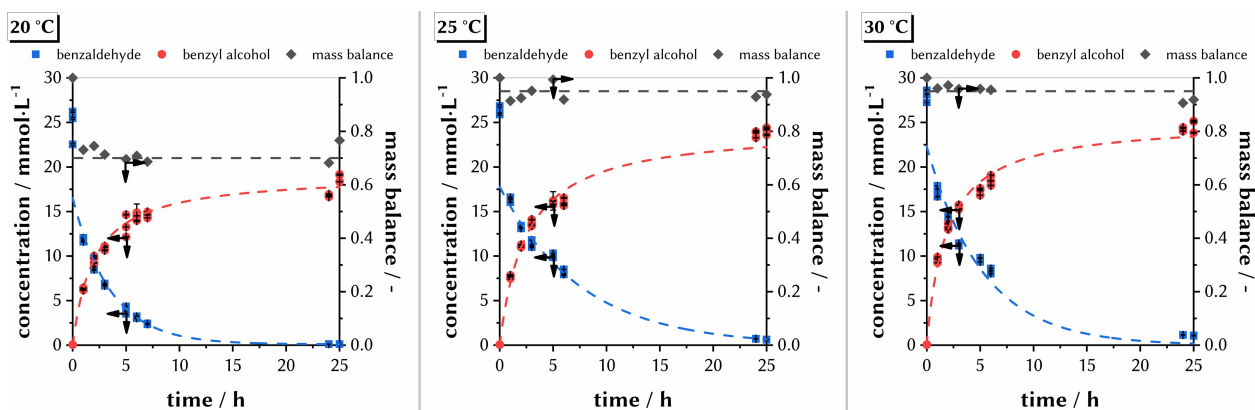 20 °C
benzaldehyde benzyl alcohol mass balance
30
25
20
15
10
5
0
concentration / mmol·L⁻¹
1.0
0.8
0.6
0.4
0.2
0.0
mass balance / -
0 5 10 15 20 25
time / h
25 °C
benzaldehyde benzyl alcohol mass balance
30
25
20
15
10
5
0
concentration / mmol·L⁻¹
1.0
0.8
0.6
0.4
0.2
0.0
mass balance / -
0 5 10 15 20 25
time / h
30 °C
benzaldehyde benzyl alcohol mass balance
30
25
20
15
10
5
0
concentration / mmol·L⁻¹
1.0
0.8
0.6
0.4
0.2
0.0
mass balance / -
0 5 10 15 20 25
time / h